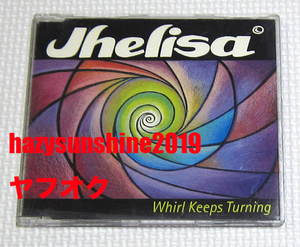 Jhelisa
hazysunshine2019
ヤフオク
Whirl Keeps Turning